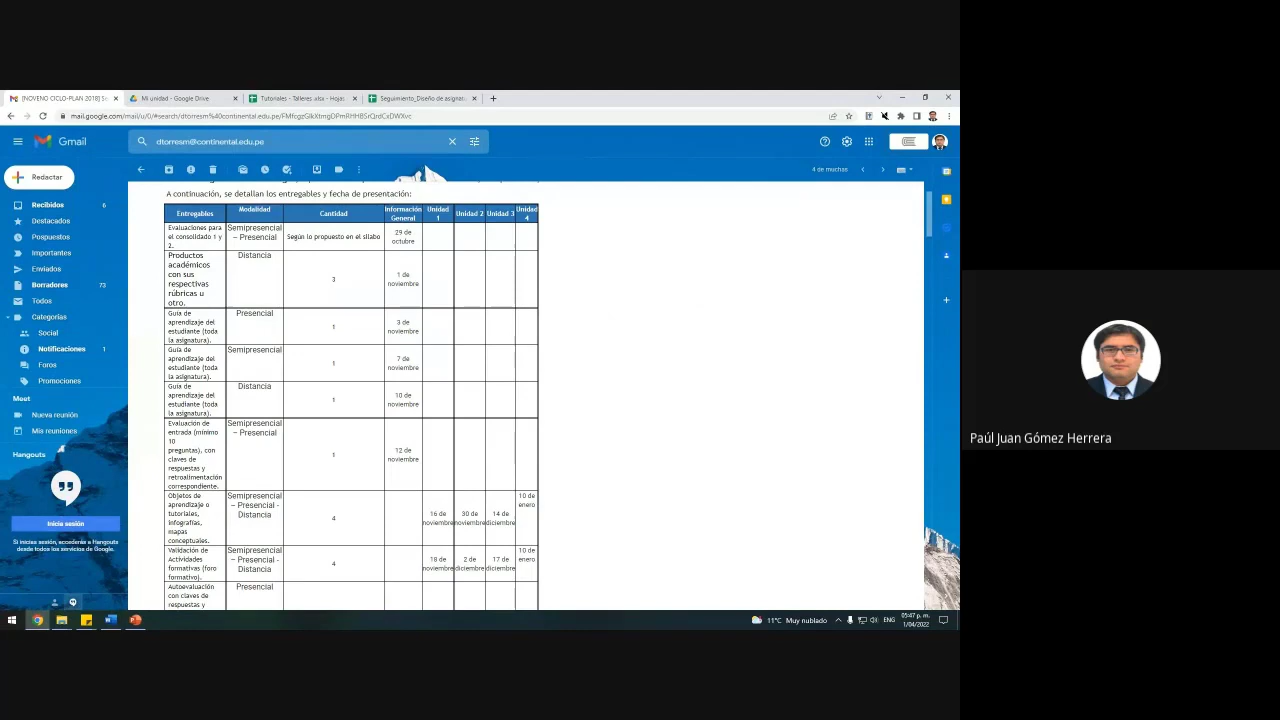 [NOVENO CICLO-PLAN 2018] S
Mi unidad - Google Drive
Tutoriales - Talleres .xlsx - Hojas
Seguimiento_Diseño de asignat
mail.google.com/mail/u/0/#search/dtorresm%40continental.edu.pe/
Gmail
dtorresm@continental.edu.pe
Redactar
4 de muchas
Recibidos 6
Destacados
Pospuestos
Importantes
Enviados
Borradores 73
Todos
Categorías
Social
Notificaciones 1
Foros
Promociones
Meet
Nueva reunión
Mis reuniones
Hangouts
Inicia sesión
Si inicias sesión, accederás a Hangouts
desde todos los servicios de Google.
A continuación, se detallan los entregables y fecha de presentación:
Entregables
Modalidad
Cantidad
Información
General
Unidad
1
Unidad 2
Unidad 3
Unidad
4
Evaluaciones para
el consolidado 1 y
2.
Semipresencial
– Presencial
Según lo propuesto en el sílabo
29 de
octubre
Productos
académicos
con sus
respectivas
rúbricas u
otro.
Distancia
3
1 de
noviembre
Guía de
aprendizaje del
estudiante (toda
la asignatura).
Presencial
1
3 de
noviembre
Guía de
aprendizaje del
estudiante (toda
la asignatura).
Semipresencial
1
7 de
noviembre
Guía de
aprendizaje del
estudiante (toda
la asignatura).
Distancia
1
10 de
noviembre
Evaluación de
entrada (mínimo
10
preguntas), con
claves de
respuestas y
retroalimentación
correspondiente.
Semipresencial
– Presencial
1
12 de
noviembre
Objetos de
aprendizaje o
tutoriales,
infografías,
mapas
conceptuales.
Semipresencial
– Presencial -
Distancia
4
16 de
noviembre
30 de
noviembre
14 de
diciembre
10 de
enero
Validación de
Actividades
formativas (foro
formativo).
Semipresencial
– Presencial -
Distancia
4
18 de
noviembre
2 de
diciembre
17 de
diciembre
10 de
enero
Autoevaluación
con claves de
respuestas y
Presencial
11°C Muy nublado
ENG
05:47 p. m.
1/04/2022
Paúl Juan Gómez Herrera